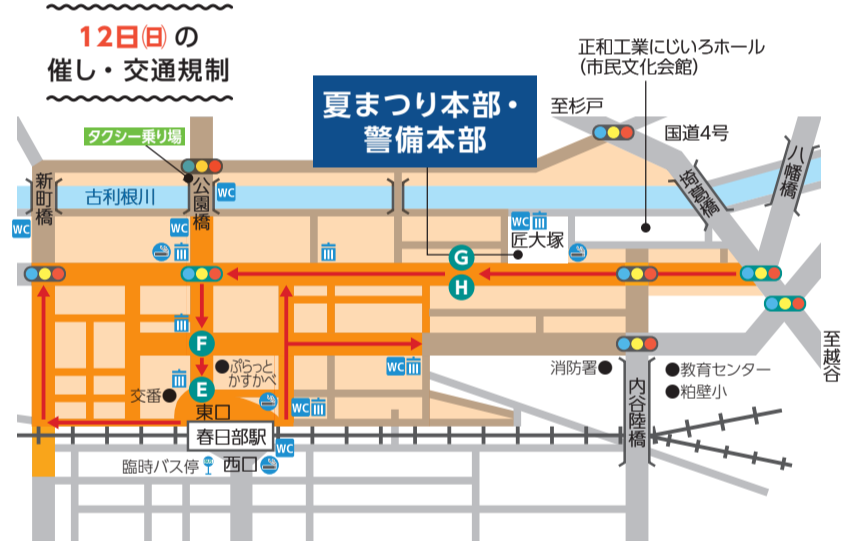 12日(日)の
催し・交通規制
正和工業にじいろホール
(市民文化会館)
夏まつり本部・
警備本部
至杉戸
国道4号
タクシー乗り場
新町橋
古利根川
公園橋
WC
WC
WC
WC
埼葛橋
八幡橋
匠大塚
G
H
F
E
ぷらっと
かすかべ
交番
東口
WC
WC
消防署
教育センター
粕壁小
内谷陸橋
至越谷
春日部駅
WC
臨時バス停
西口